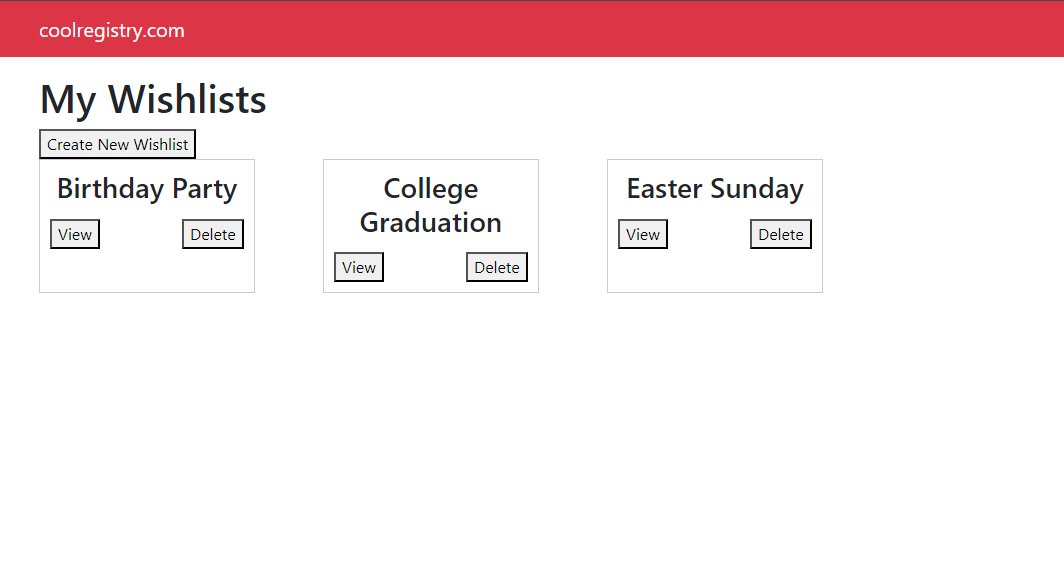 coolregistry.com
My Wishlists
Create New Wishlist
Birthday Party
View
Delete
College
Graduation
View
Delete
Easter Sunday
View
Delete